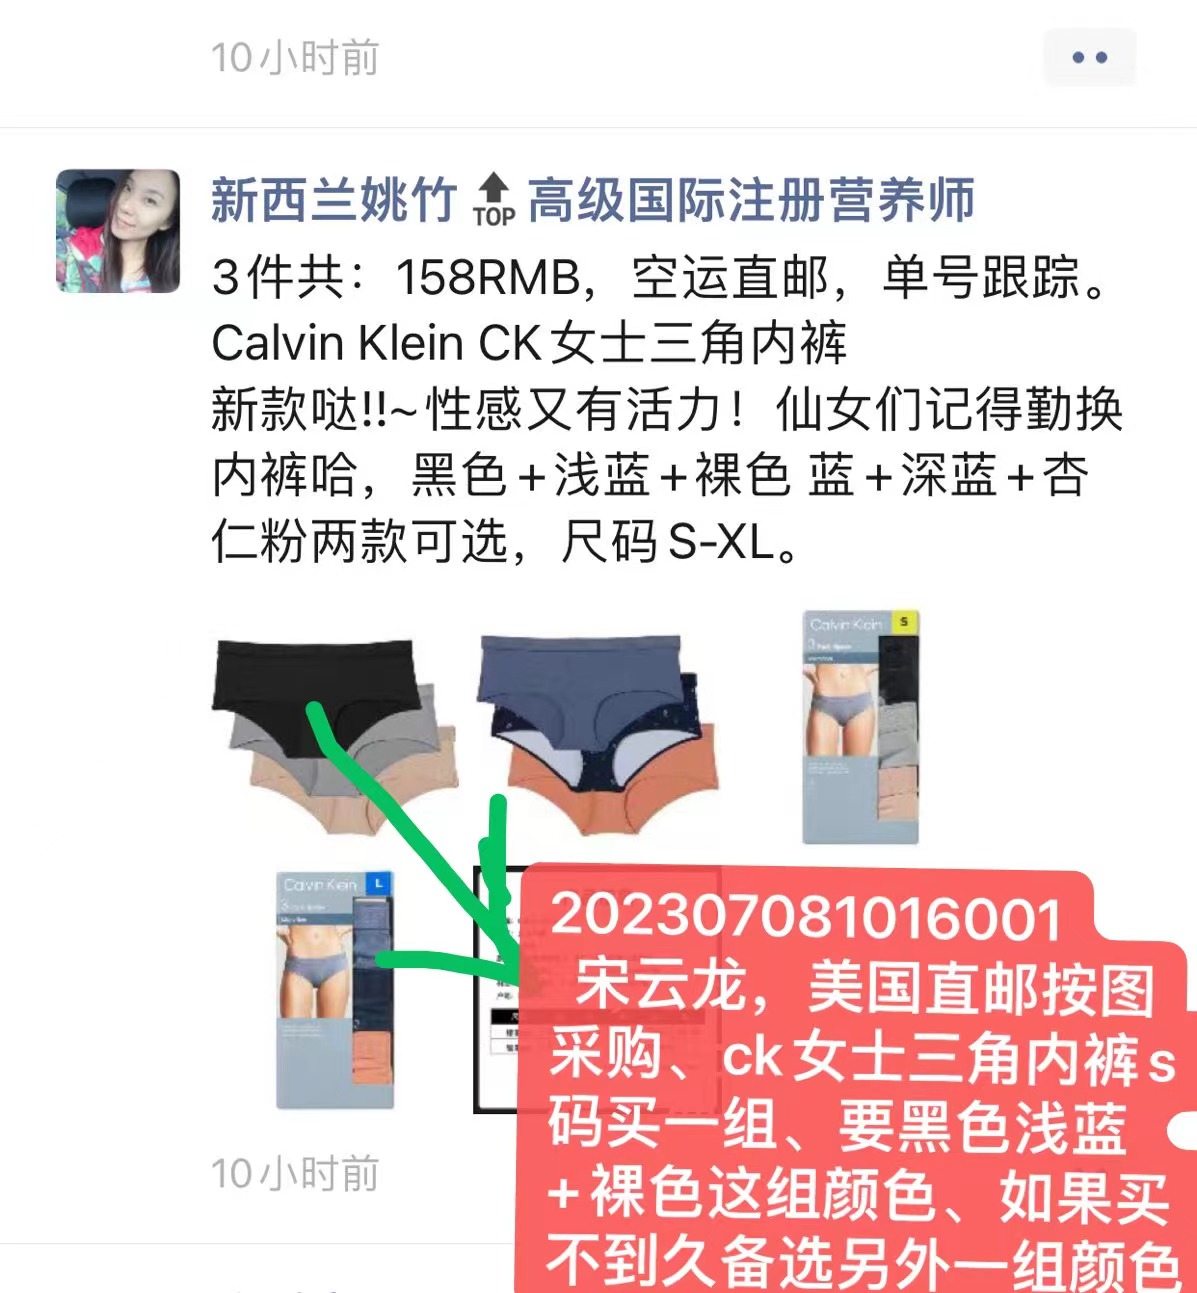 10小时前
新西兰姚竹TOP高级国际注册营养师
3件共：158RMB，空运直邮，单号跟踪。
Calvin Klein CK女士三角内裤
新款哒!!~性感又有活力！仙女们记得勤换
内裤哈，黑色+浅蓝+裸色 蓝+深蓝+杏
仁粉两款可选，尺码S-XL。
Calvin Klein S
Calvin Klein L
202307081016001
宋云龙，美国直邮按图
采购、ck女士三角内裤s
码买一组、要黑色浅蓝
+裸色这组颜色、如果买
不到久备选另外一组颜色
10小时前